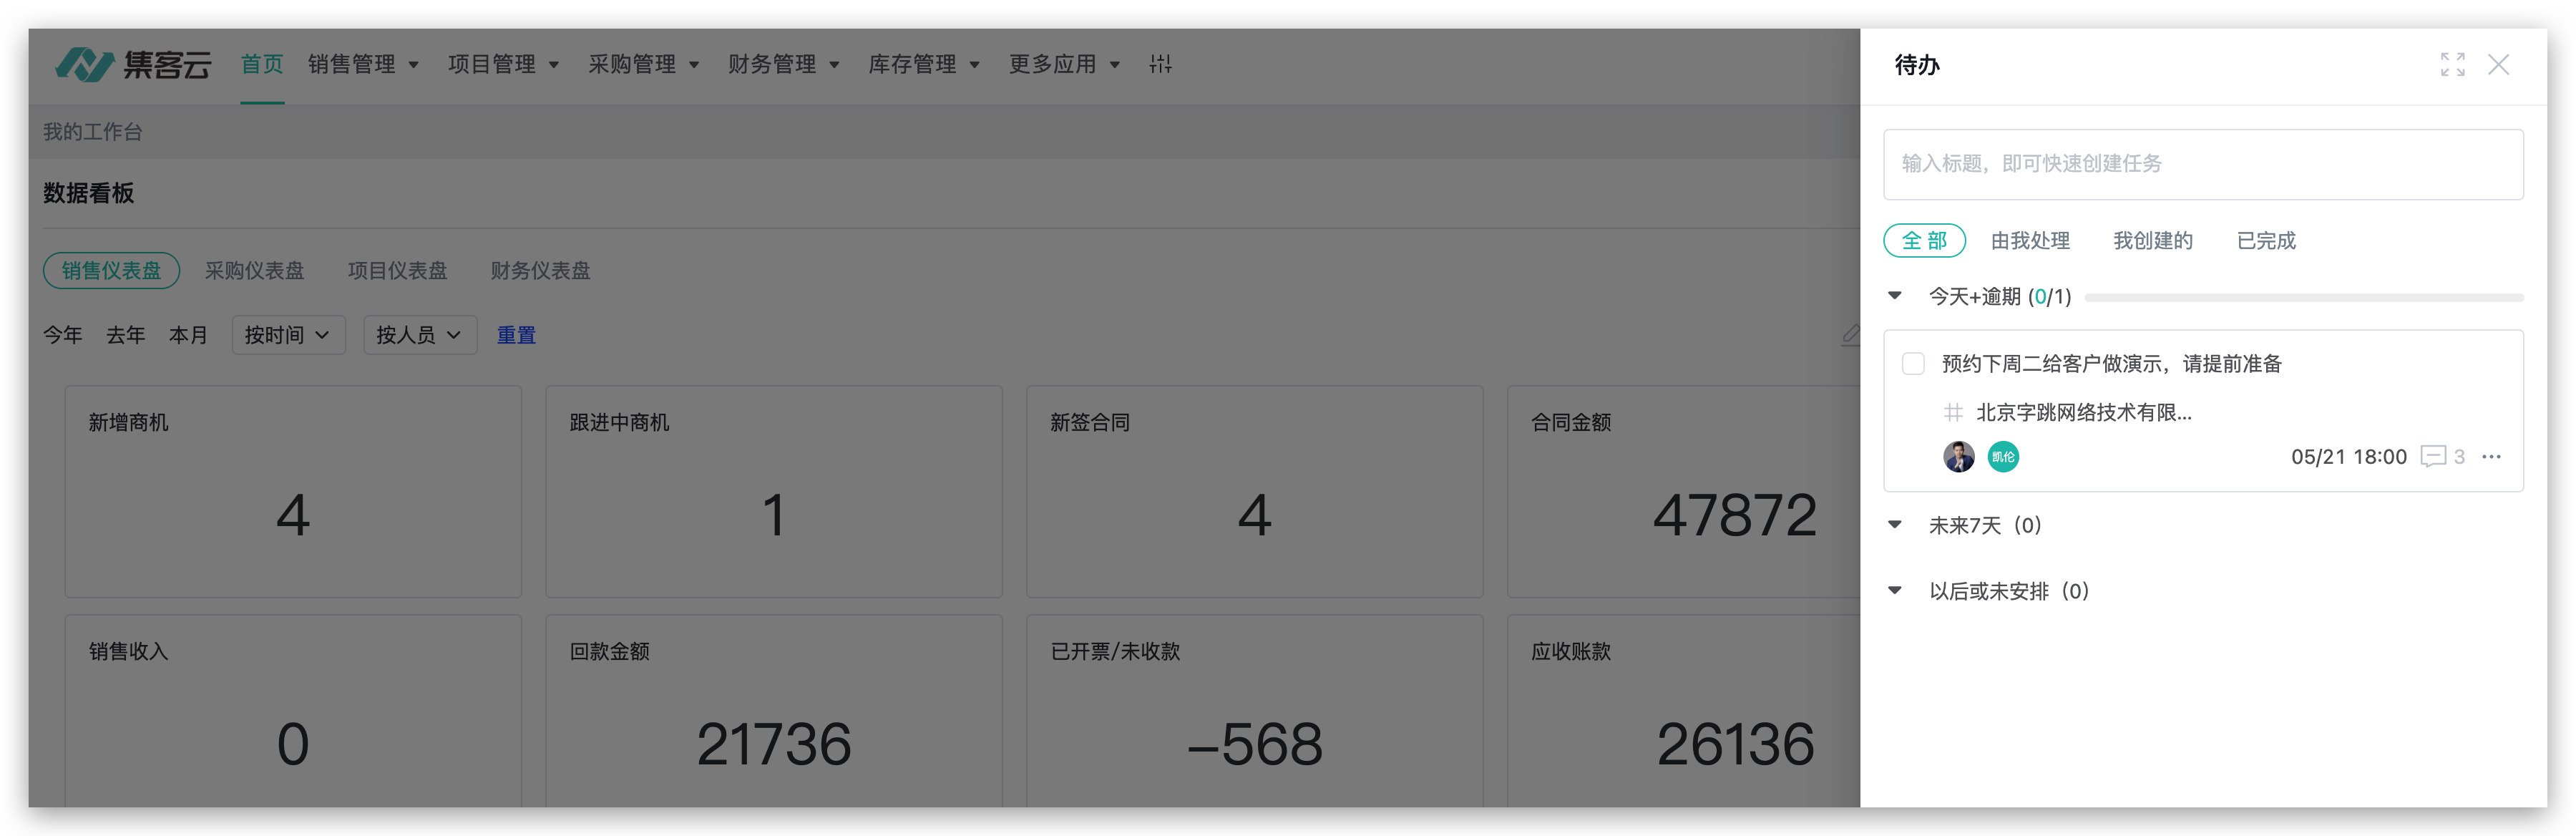 集客云 首页 销售管理 项目管理 采购管理 财务管理 库存管理 更多应用
我的工作台
数据看板
销售仪表盘 采购仪表盘 项目仪表盘 财务仪表盘
今年 去年 本月 按时间 按人员 重置
新增商机 跟进中商机 新签合同 合同金额
4 1 4 47872
销售收入 回款金额 已开票/未收款 应收账款
0 21736 -568 26136
待办
输入标题，即可快速创建任务
全部 由我处理 我创建的 已完成
今天+逾期 (0/1)
预约下周二给客户做演示，请提前准备
北京字跳网络技术有限...
凯伦 05/21 18:00 3
未来7天（0）
以后或未安排（0）